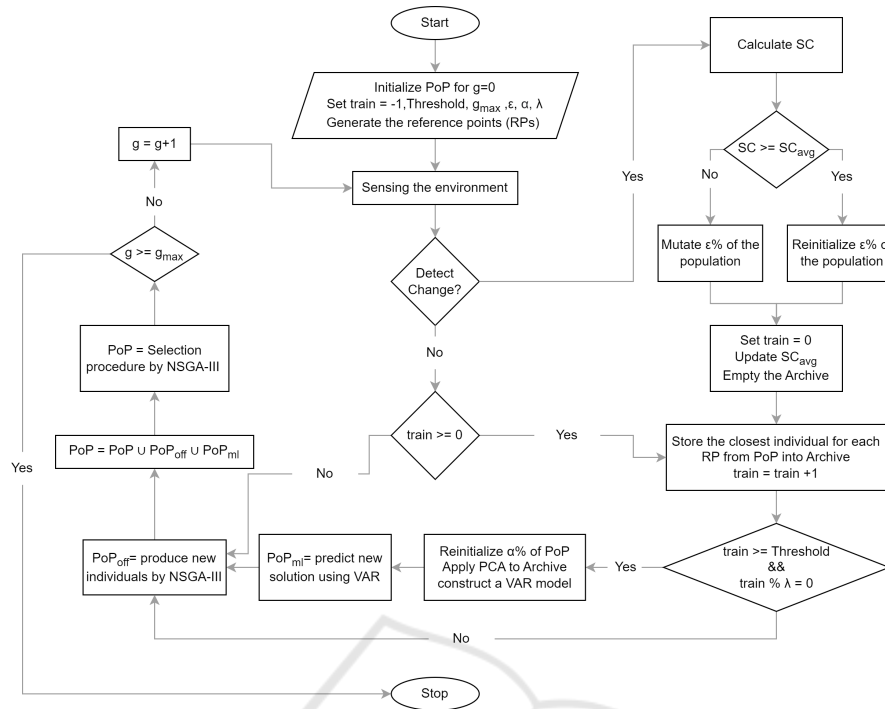 Start
Initialize PoP for g=0
Set train = -1,Threshold, gmax ,ε, α, λ
Generate the reference points (RPs)
Sensing the environment
Detect
Change?
Yes
Calculate SC
SC >= SCavg
No
Yes
Mutate ε% of the
population
Reinitialize ε%
the population
Set train = 0
Update SCavg
Empty the Archive
No
train >= 0
Yes
No
Store the closest individual for each
RP from PoP into Archive
train = train +1
train >= Threshold
&&
train % λ = 0
Yes
No
Reinitialize α% of PoP
Apply PCA to Archive
construct a VAR model
PoPml= predict new
solution using VAR
PoPoff= produce new
individuals by NSGA-III
PoP = PoP ∪ PoPoff ∪ PoPml
PoP = Selection
procedure by NSGA-III
g >= gmax
No
g = g+1
Yes
Stop